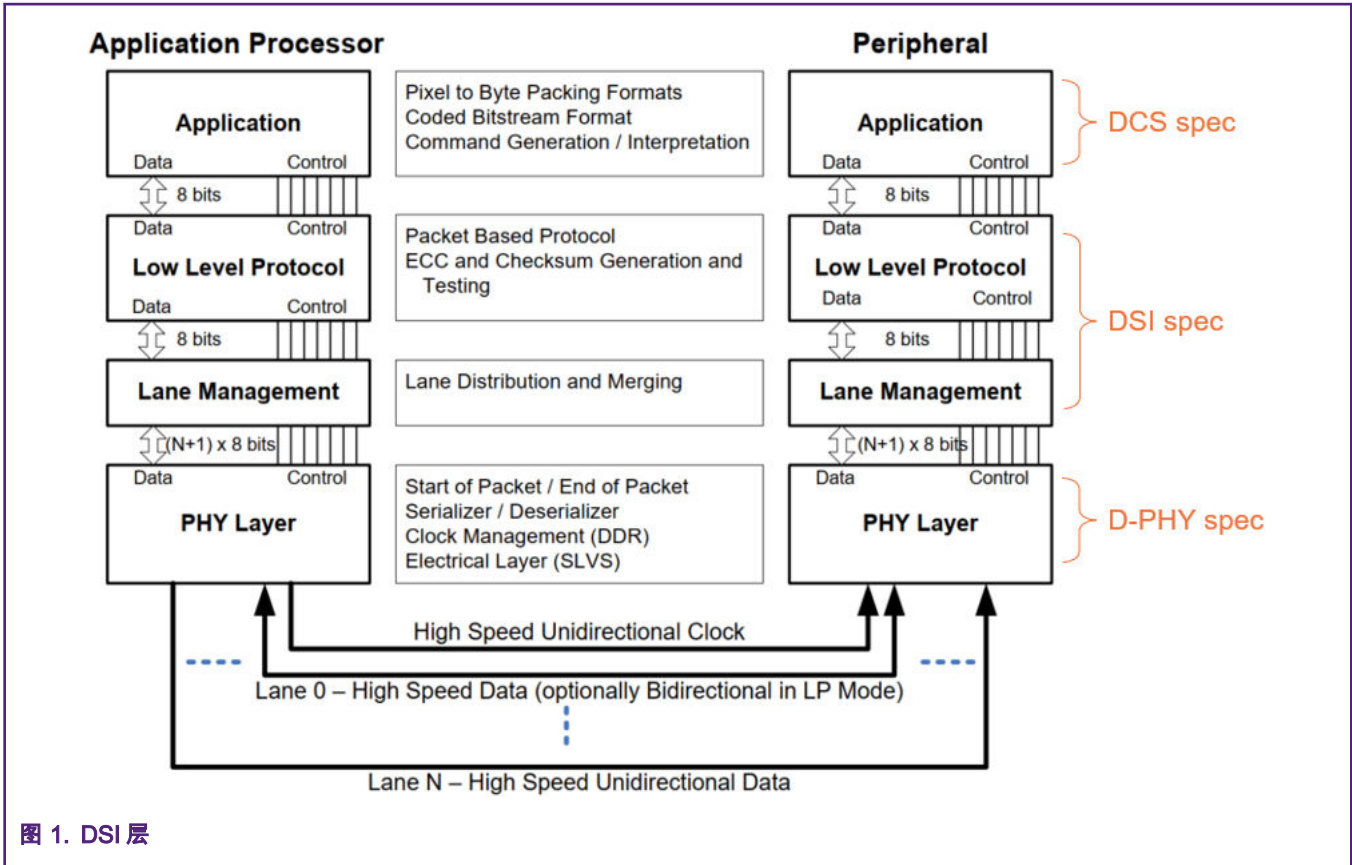 Application Processor
Peripheral
Application
Data Control
8 bits
Data Control
Low Level Protocol
Data Control
8 bits
Lane Management
(N+1) x 8 bits
Data Control
PHY Layer
Pixel to Byte Packing Formats
Coded Bitstream Format
Command Generation / Interpretation
Packet Based Protocol
ECC and Checksum Generation and
Testing
Lane Distribution and Merging
Start of Packet / End of Packet
Serializer / Deserializer
Clock Management (DDR)
Electrical Layer (SLVS)
Application
Data Control
8 bits
Data Control
Low Level Protocol
Data Control
8 bits
Lane Management
(N+1) x 8 bits
Data Control
PHY Layer
DCS spec
DSI spec
D-PHY spec
High Speed Unidirectional Clock
Lane 0 – High Speed Data (optionally Bidirectional in LP Mode)
Lane N – High Speed Unidirectional Data
图 1. DSI 层